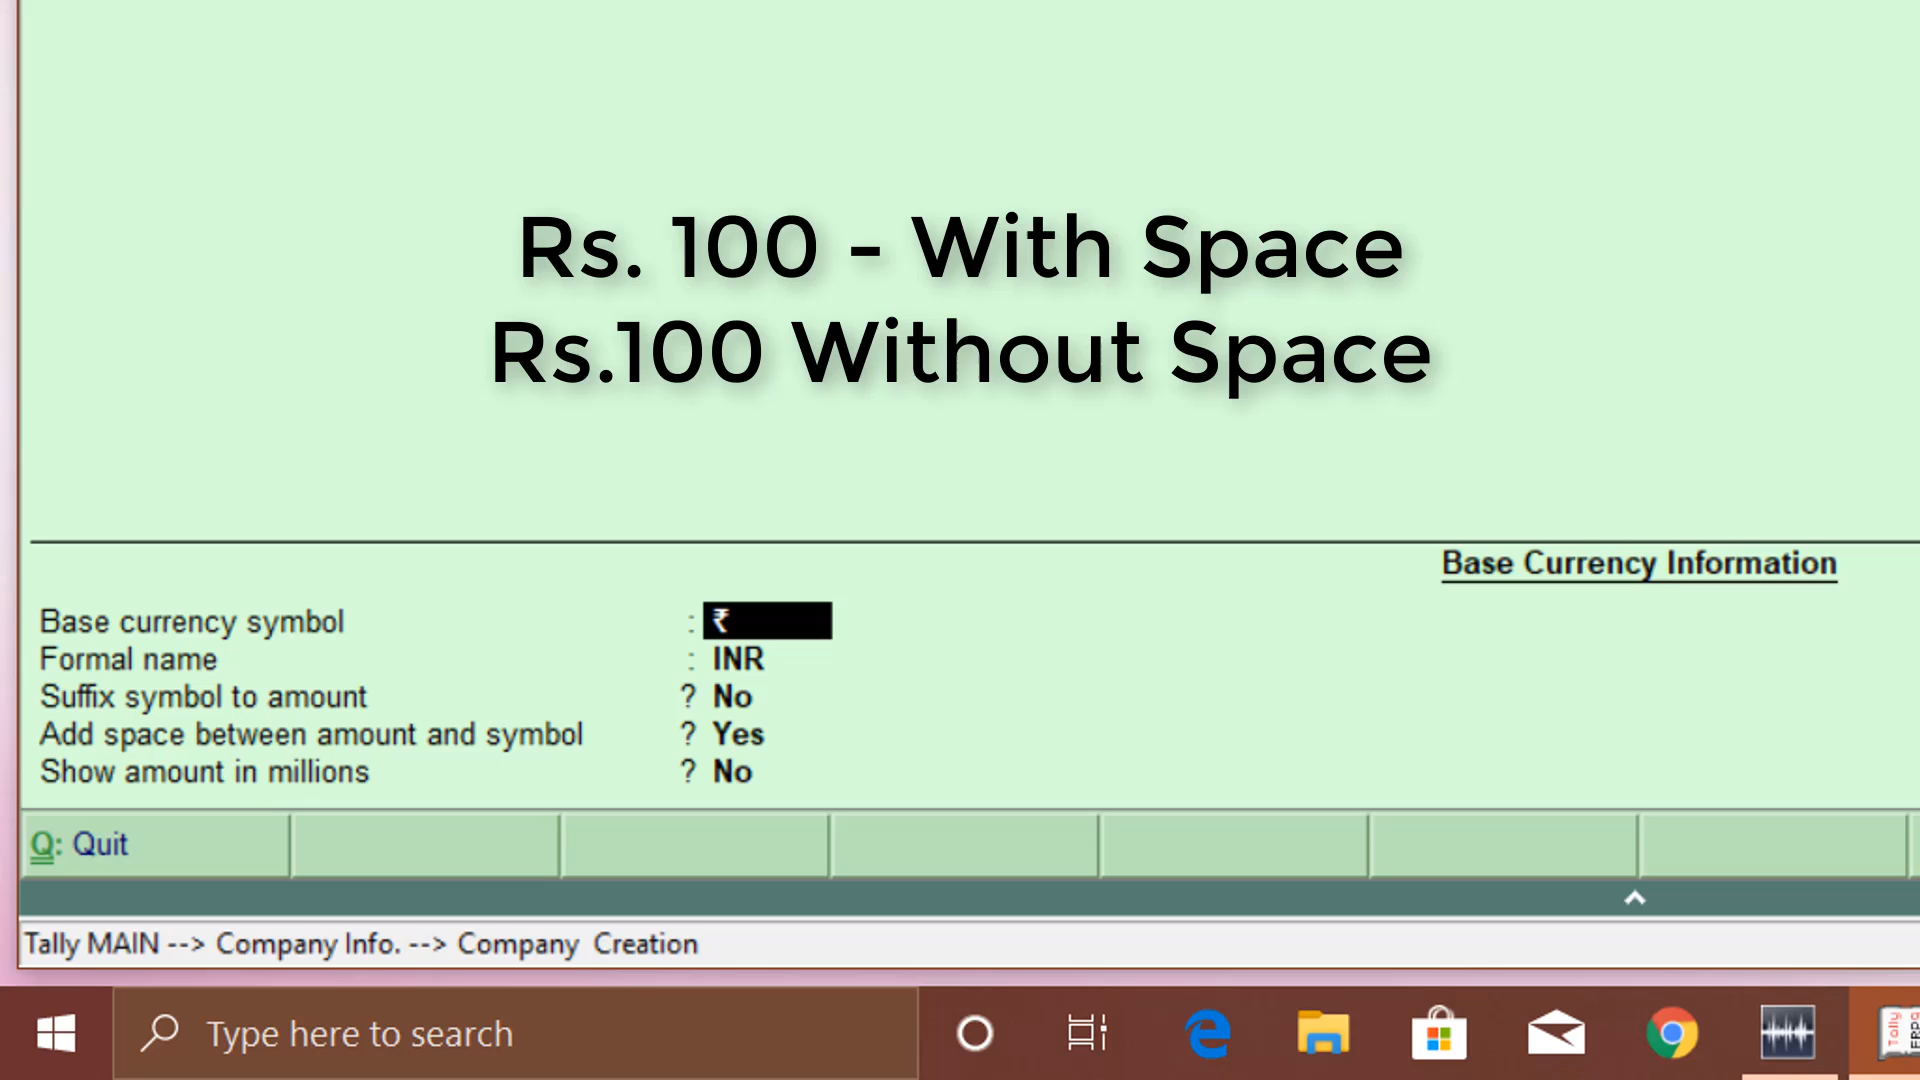 Rs. 100 - With Space
Rs.100 Without Space
Base Currency Information
Base currency symbol : ₹
Formal name : INR
Suffix symbol to amount ? No
Add space between amount and symbol ? Yes
Show amount in millions ? No
Q: Quit
Tally MAIN --> Company Info. --> Company Creation
Type here to search
Tally